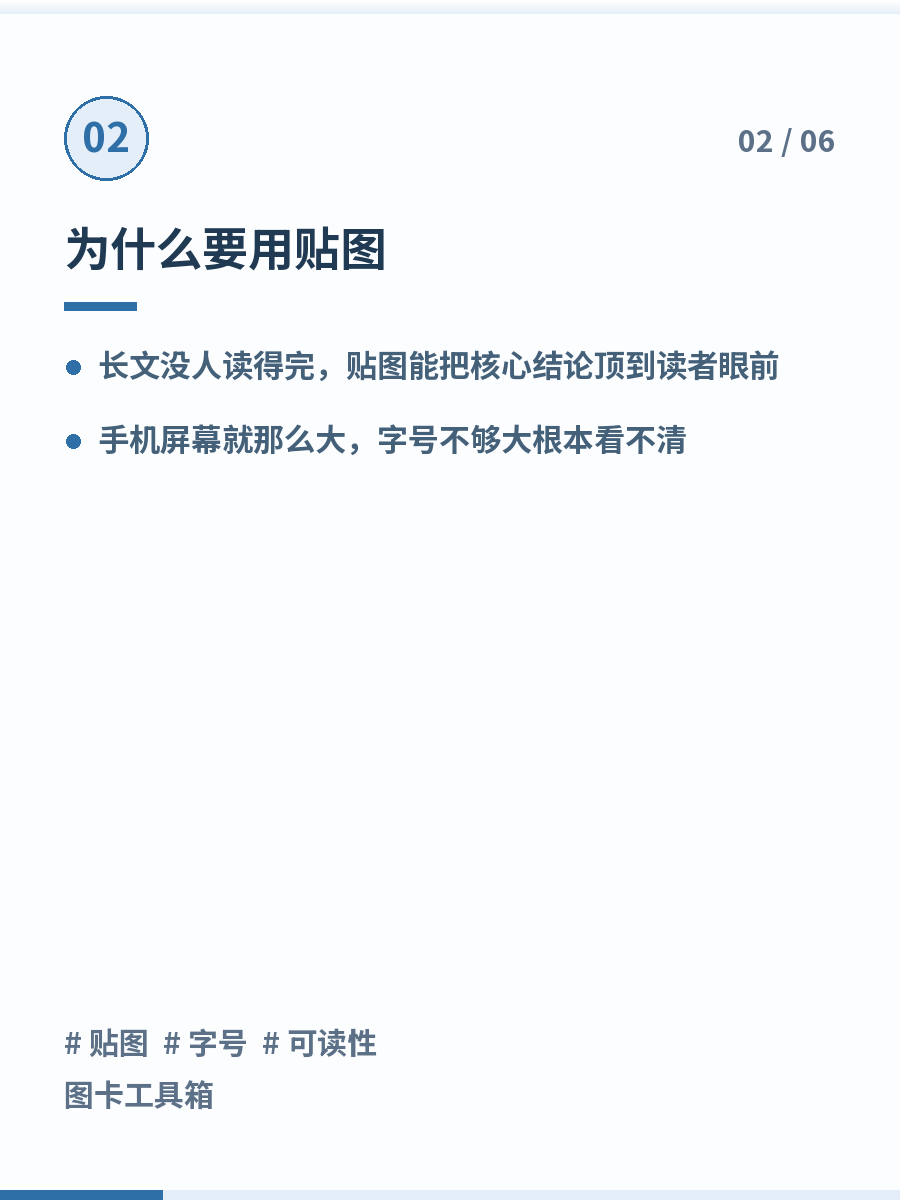 02
02 / 06
为什么要用贴图
长文没人读得完，贴图能把核心结论顶到读者眼前
手机屏幕就那么大，字号不够大根本看不清
# 贴图 # 字号 # 可读性
图卡工具箱